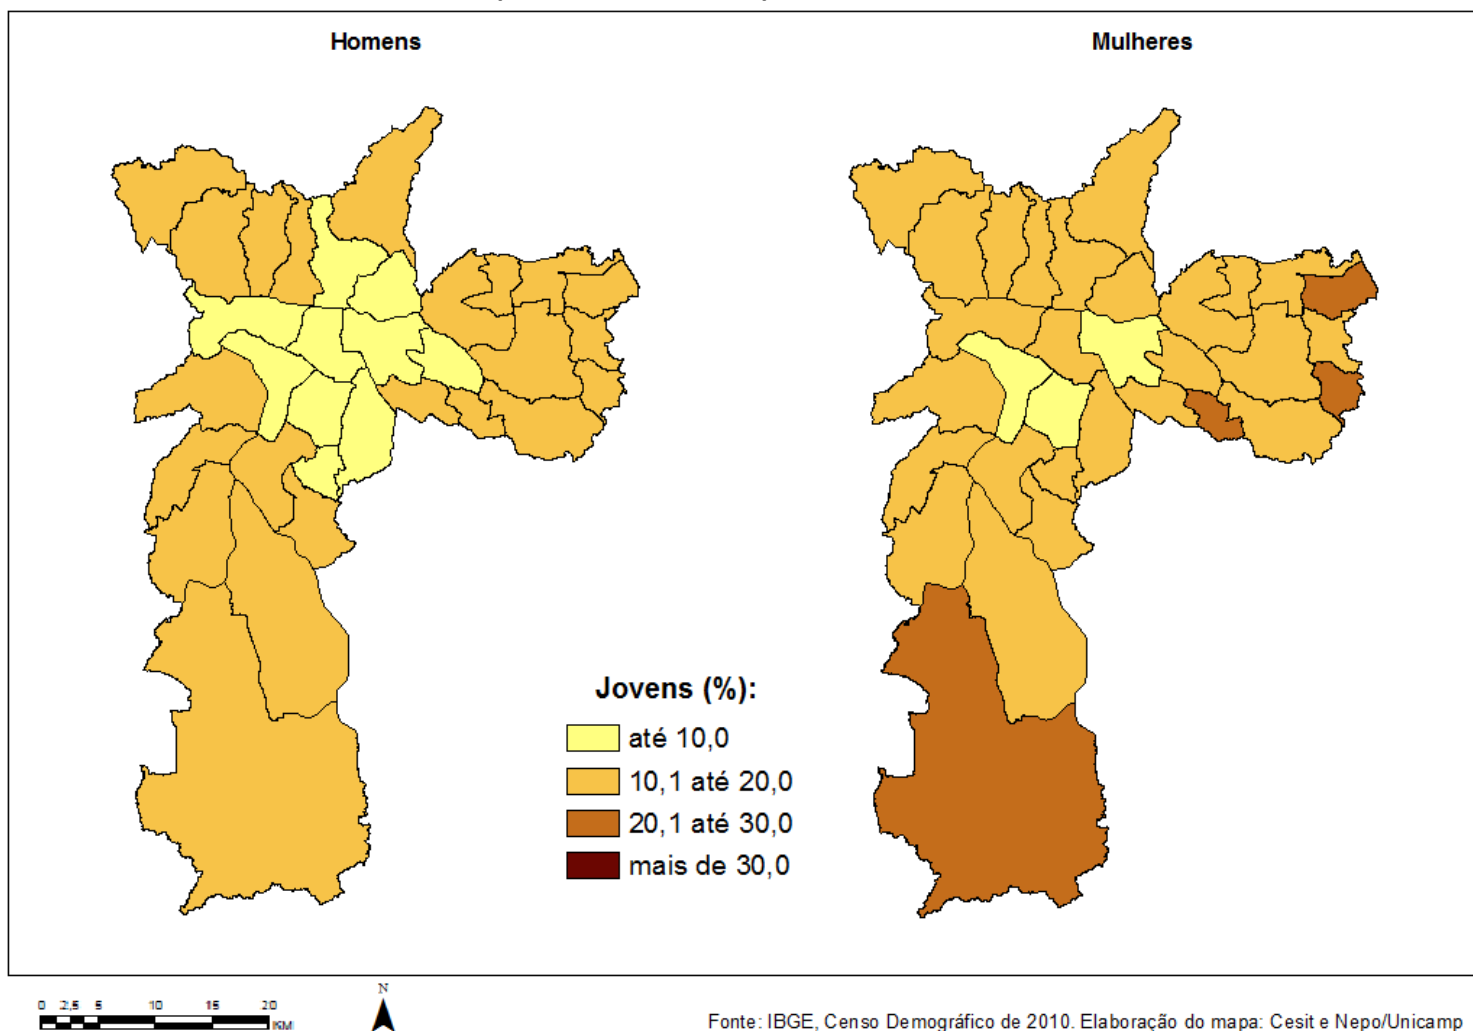 Homens
Mulheres
Jovens (%):
até 10,0
10,1 até 20,0
20,1 até 30,0
mais de 30,0
0 2,5 5 10 15 20
KM
N
Fonte: IBGE, Censo Demográfico de 2010. Elaboração do mapa: Cesit e Nepo/Unicamp